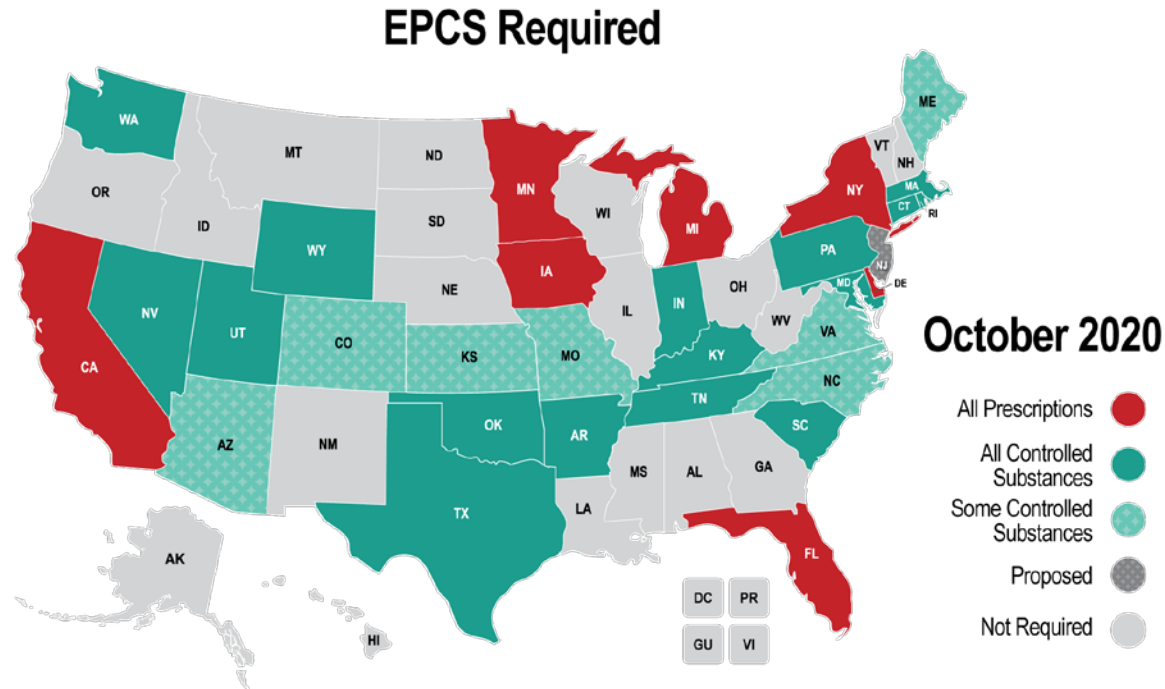 EPCS Required
WA
ME
MT
ND
VT
NH
MN
OR
NY
MA
WI
SD
CT
RI
ID
MI
WY
PA
NJ
IA
NE
OH
DE
MD
NV
IN
IL
WV
UT
VA
CO
KY
KS
MO
CA
NC
TN
OK
SC
AR
AZ
NM
GA
MS
AL
LA
TX
FL
AK
HI
DC
PR
GU
VI
October 2020
All Prescriptions
All Controlled
Substances
Some Controlled
Substances
Proposed
Not Required